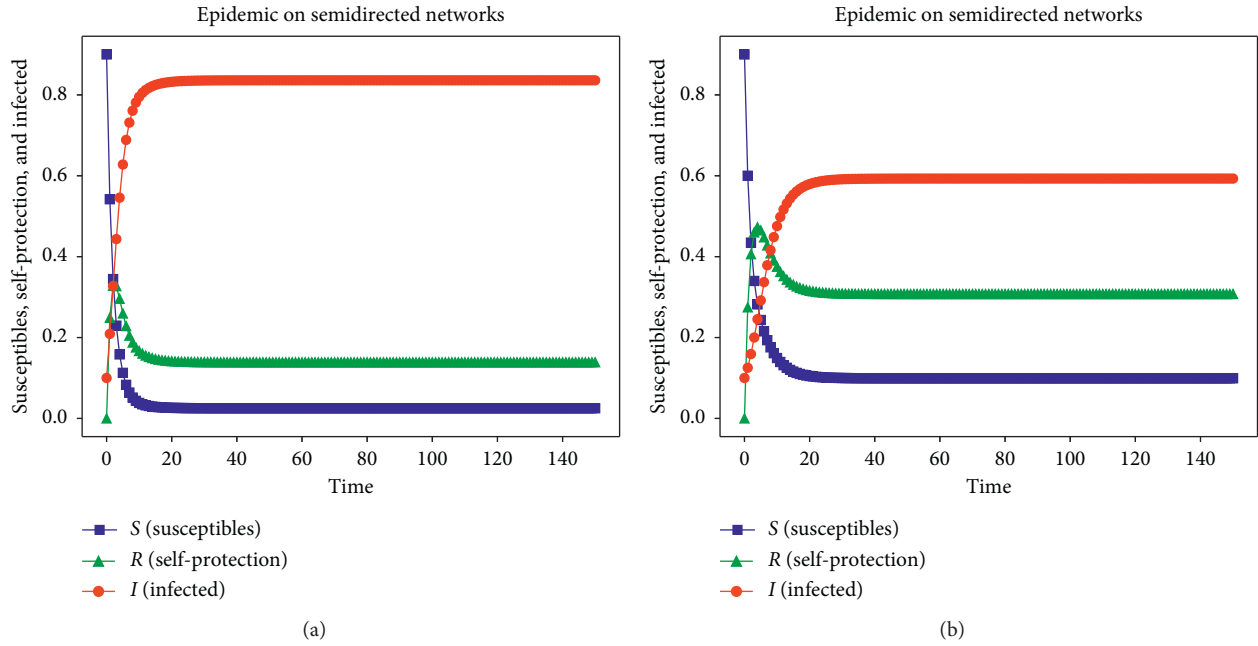 Epidemic on semidirected networks
Susceptibles, self-protection, and infected
0.8
0.6
0.4
0.2
0.0
0 20 40 60 80 100 120 140
Time
S (susceptibles)
R (self-protection)
I (infected)
(a)
Epidemic on semidirected networks
Susceptibles, self-protection, and infected
0.8
0.6
0.4
0.2
0.0
0 20 40 60 80 100 120 140
Time
S (susceptibles)
R (self-protection)
I (infected)
(b)